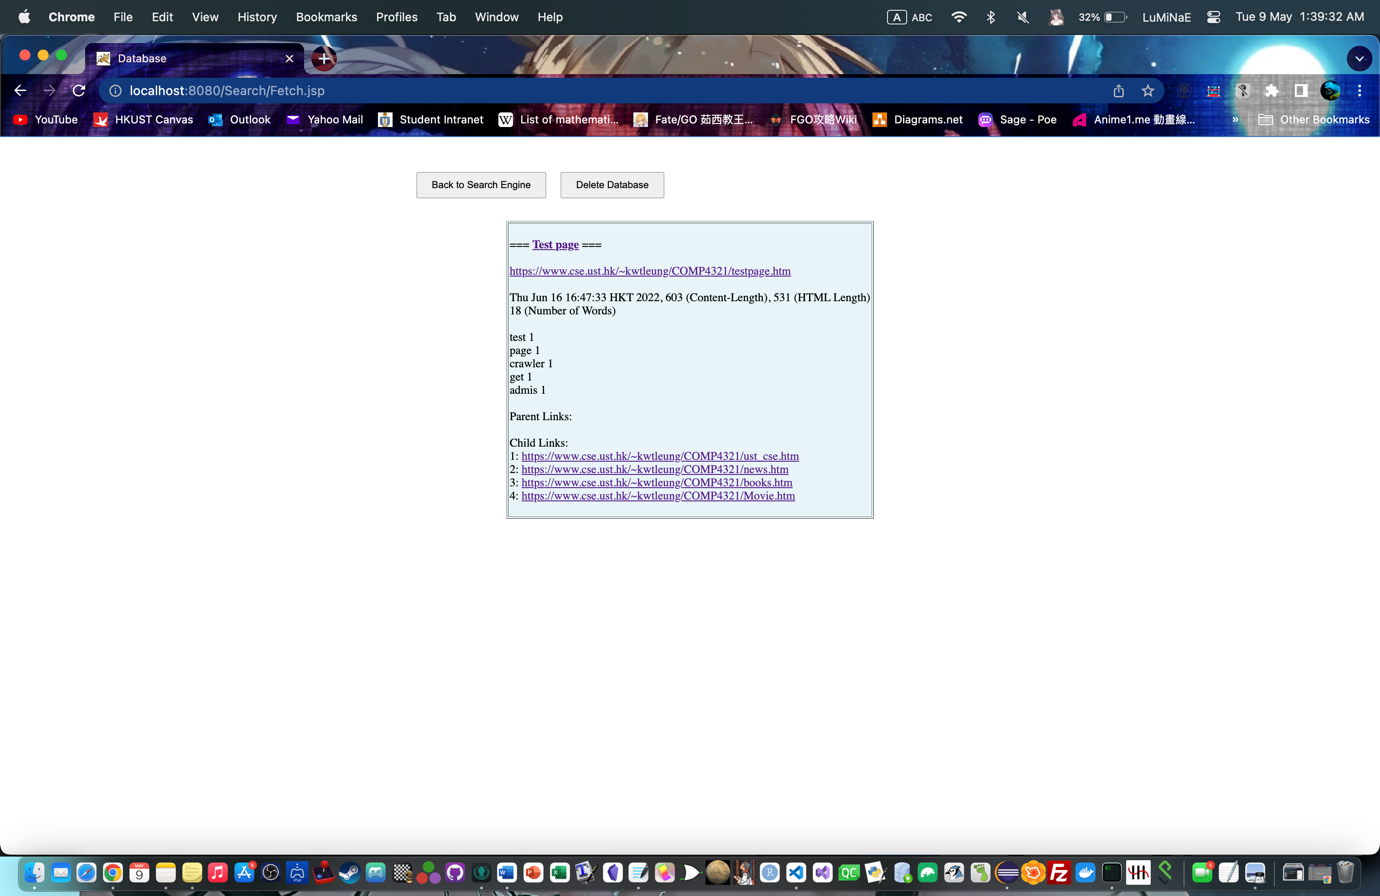 Chrome File Edit View History Bookmarks Profiles Tab Window Help A ABC 32% LuMiNaE Tue 9 May 1:39:32 AM
Database
localhost:8080/Search/Fetch.jsp
YouTube HKUST Canvas Outlook Yahoo Mail Student Intranet W List of mathemati... Fate/GO 茹西教王... FGO攻略Wiki Diagrams.net Sage - Poe Anime1.me 動畫線... » Other Bookmarks
Back to Search Engine Delete Database
=== Test page ===
https://www.cse.ust.hk/~kwtleung/COMP4321/testpage.htm
Thu Jun 16 16:47:33 HKT 2022, 603 (Content-Length), 531 (HTML Length)
18 (Number of Words)
test 1
page 1
crawler 1
get 1
admis 1
Parent Links:
Child Links:
1: https://www.cse.ust.hk/~kwtleung/COMP4321/ust_cse.htm
2: https://www.cse.ust.hk/~kwtleung/COMP4321/news.htm
3: https://www.cse.ust.hk/~kwtleung/COMP4321/books.htm
4: https://www.cse.ust.hk/~kwtleung/COMP4321/Movie.htm